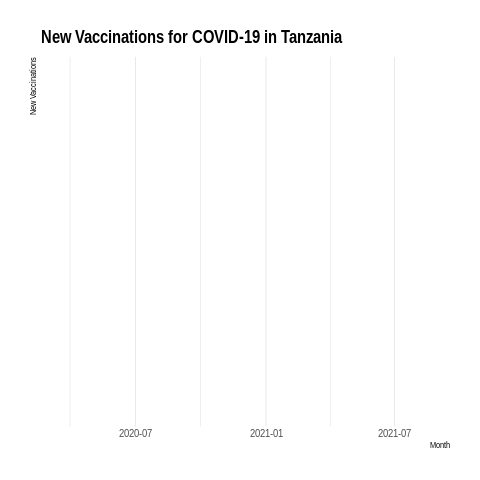 New Vaccinations for COVID-19 in Tanzania
New Vaccinations
2020-07
2021-01
2021-07
Month